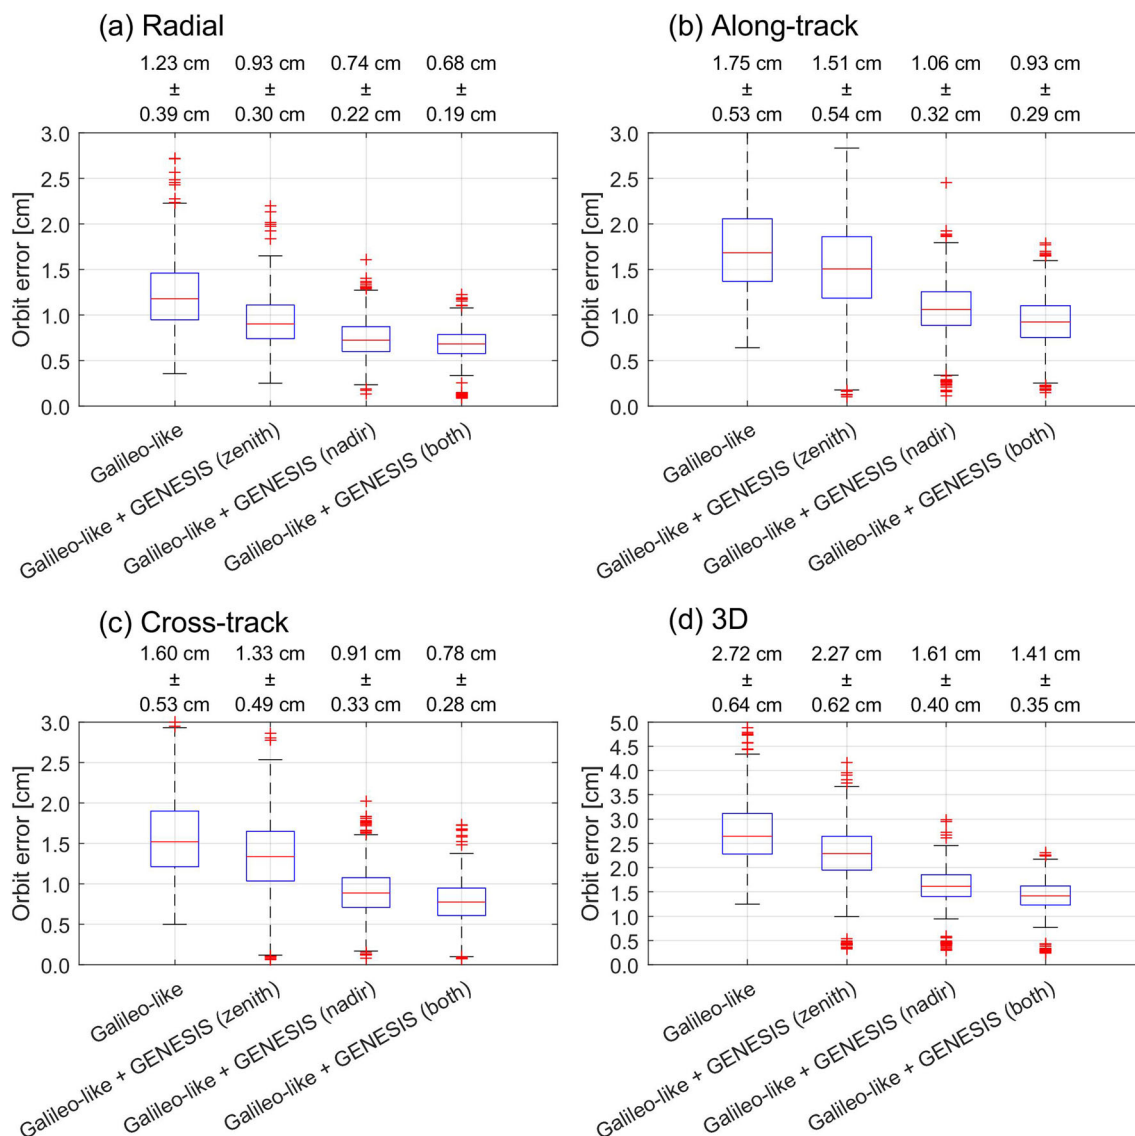 (a) Radial
1.23 cm 0.93 cm 0.74 cm 0.68 cm
± ± ± ±
0.39 cm 0.30 cm 0.22 cm 0.19 cm
3.0
2.5
2.0
1.5
1.0
0.5
0.0
Orbit error [cm]
Galileo-like
Galileo-like + GENESIS (zenith)
Galileo-like + GENESIS (nadir)
Galileo-like + GENESIS (both)
(b) Along-track
1.75 cm 1.51 cm 1.06 cm 0.93 cm
± ± ± ±
0.53 cm 0.54 cm 0.32 cm 0.29 cm
3.0
2.5
2.0
1.5
1.0
0.5
0.0
Orbit error [cm]
Galileo-like
Galileo-like + GENESIS (zenith)
Galileo-like + GENESIS (nadir)
Galileo-like + GENESIS (both)
(c) Cross-track
1.60 cm 1.33 cm 0.91 cm 0.78 cm
± ± ± ±
0.53 cm 0.49 cm 0.33 cm 0.28 cm
3.0
2.5
2.0
1.5
1.0
0.5
0.0
Orbit error [cm]
Galileo-like
Galileo-like + GENESIS (zenith)
Galileo-like + GENESIS (nadir)
Galileo-like + GENESIS (both)
(d) 3D
2.72 cm 2.27 cm 1.61 cm 1.41 cm
± ± ± ±
0.64 cm 0.62 cm 0.40 cm 0.35 cm
5.0
4.5
4.0
3.5
3.0
2.5
2.0
1.5
1.0
0.5
0.0
Orbit error [cm]
Galileo-like
Galileo-like + GENESIS (zenith)
Galileo-like + GENESIS (nadir)
Galileo-like + GENESIS (both)